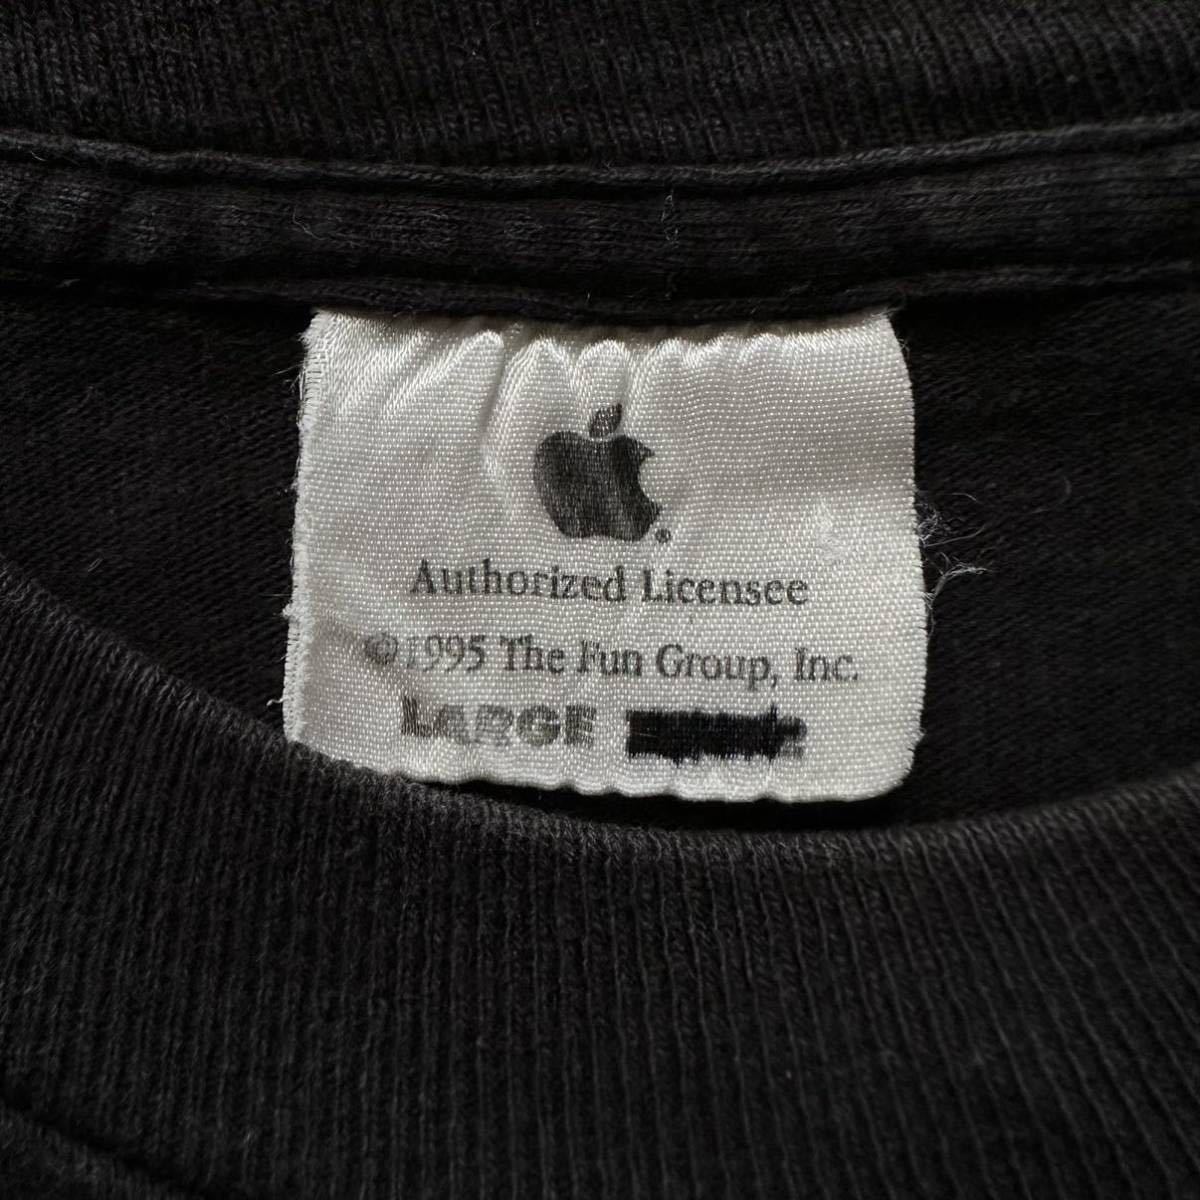 Authorized Licensee
©1995 The Fun Group, Inc.
LARGE